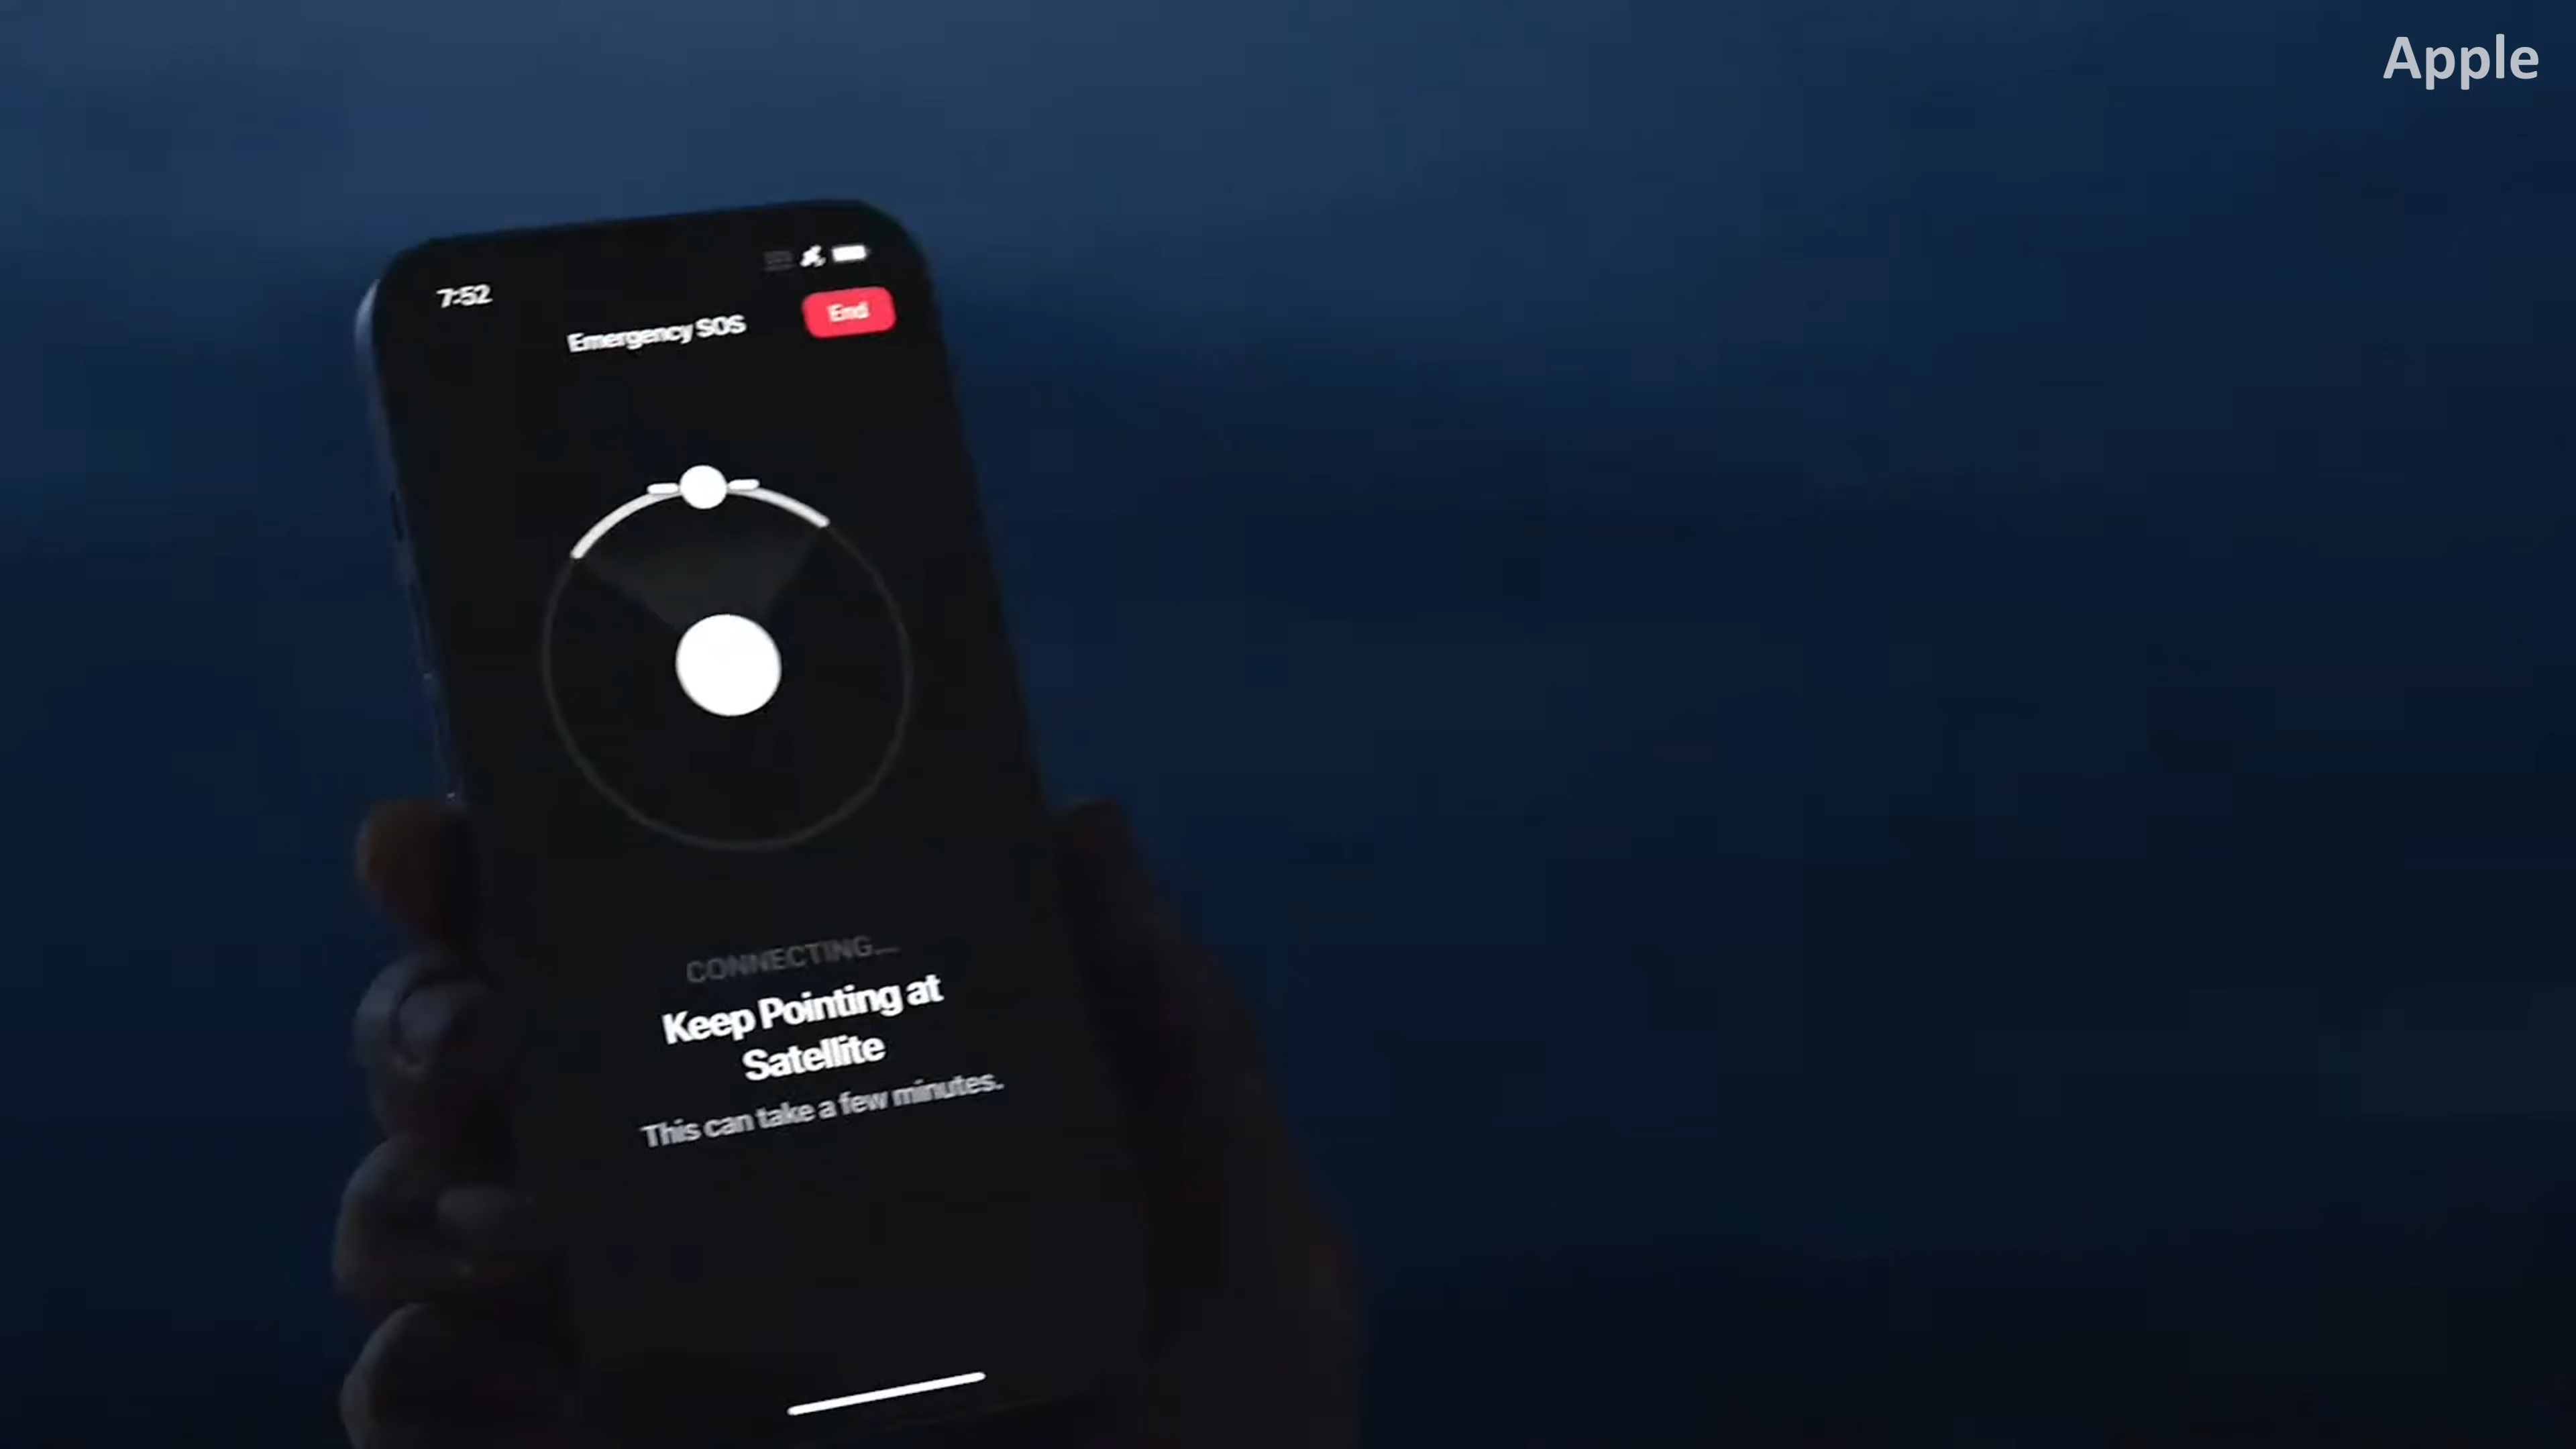 Apple
7:52
End
Emergency SOS
CONNECTING...
Keep Pointing at
Satellite
This can take a few minutes.